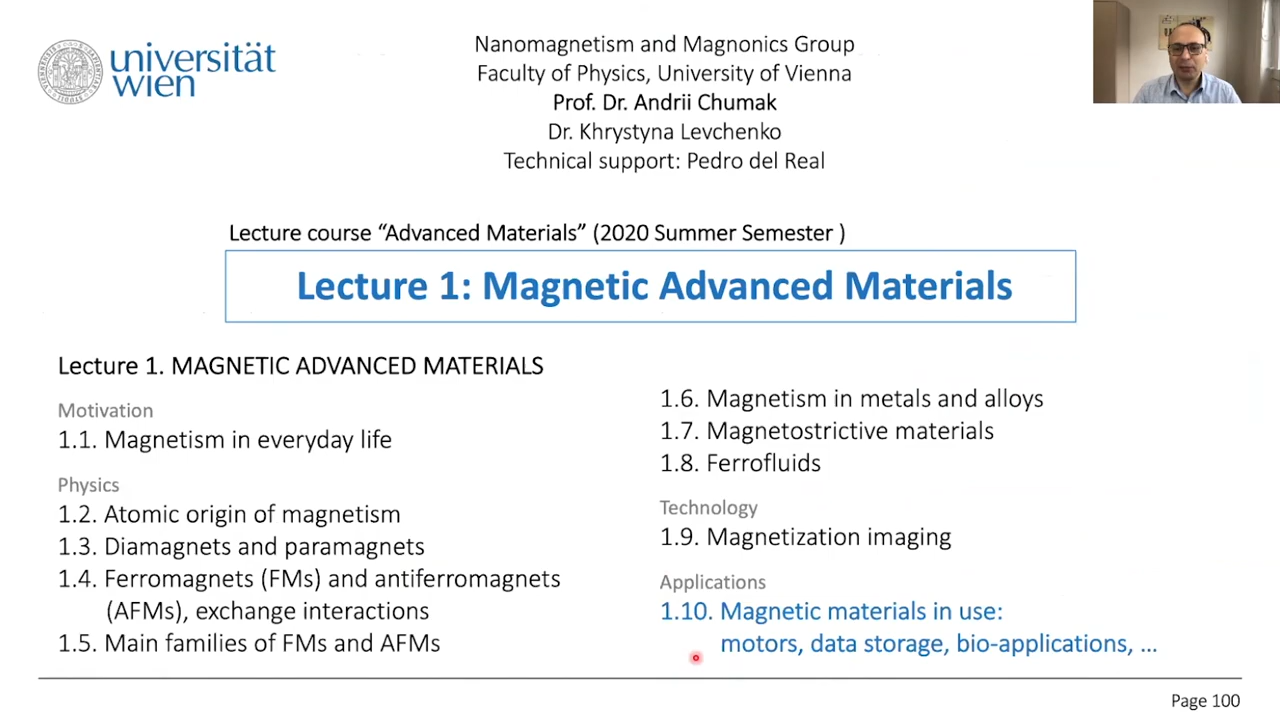 universität
wien
Nanomagnetism and Magnonics Group
Faculty of Physics, University of Vienna
Prof. Dr. Andrii Chumak
Dr. Khrystyna Levchenko
Technical support: Pedro del Real
Lecture course “Advanced Materials” (2020 Summer Semester )
Lecture 1: Magnetic Advanced Materials
Lecture 1. MAGNETIC ADVANCED MATERIALS
Motivation
1.1. Magnetism in everyday life
Physics
1.2. Atomic origin of magnetism
1.3. Diamagnets and paramagnets
1.4. Ferromagnets (FMs) and antiferromagnets
(AFMs), exchange interactions
1.5. Main families of FMs and AFMs
1.6. Magnetism in metals and alloys
1.7. Magnetostrictive materials
1.8. Ferrofluids
Technology
1.9. Magnetization imaging
Applications
1.10. Magnetic materials in use:
motors, data storage, bio-applications, ...
Page 100